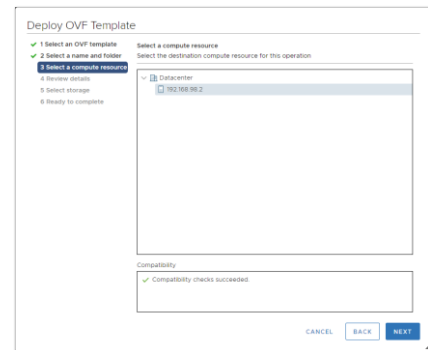 Deploy OVF Template
1 Select an OVF template
2 Select a name and folder
3 Select a compute resource
4 Review details
5 Select storage
6 Ready to complete
Select a compute resource
Select the destination compute resource for this operation
Datacenter
192.168.98.2
Compatibility
Compatibility checks succeeded.
CANCEL
BACK
NEXT